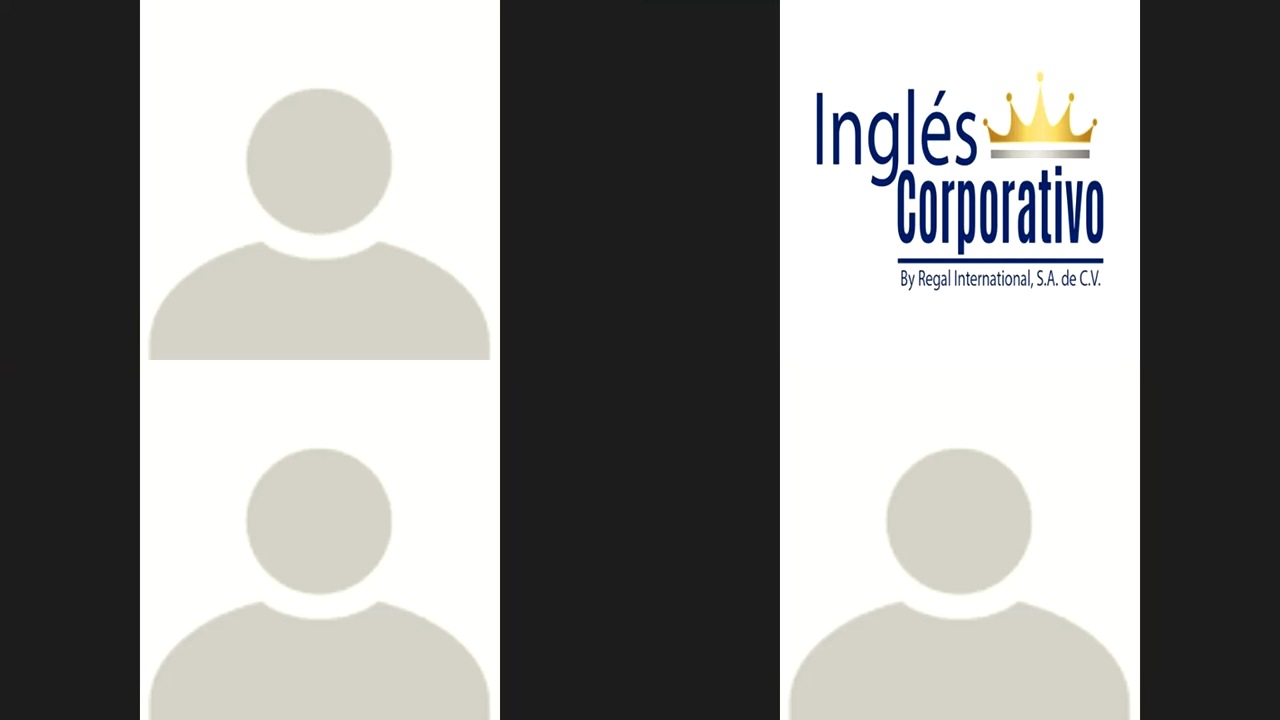 Inglés
Corporativo
By Regal International, S.A. de C.V.